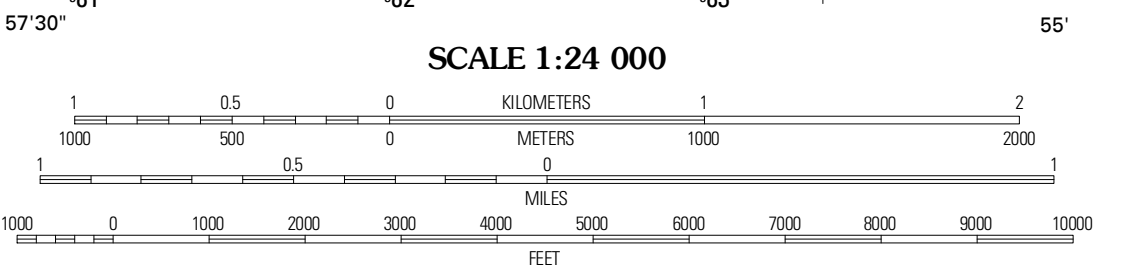 57'30" 55'
SCALE 1:24 000
1 0.5 0 KILOMETERS 1 2
1000 500 0 METERS 1000 2000
1 0.5 0 1
MILES
1000 0 1000 2000 3000 4000 5000 6000 7000 8000 9000 10000
FEET